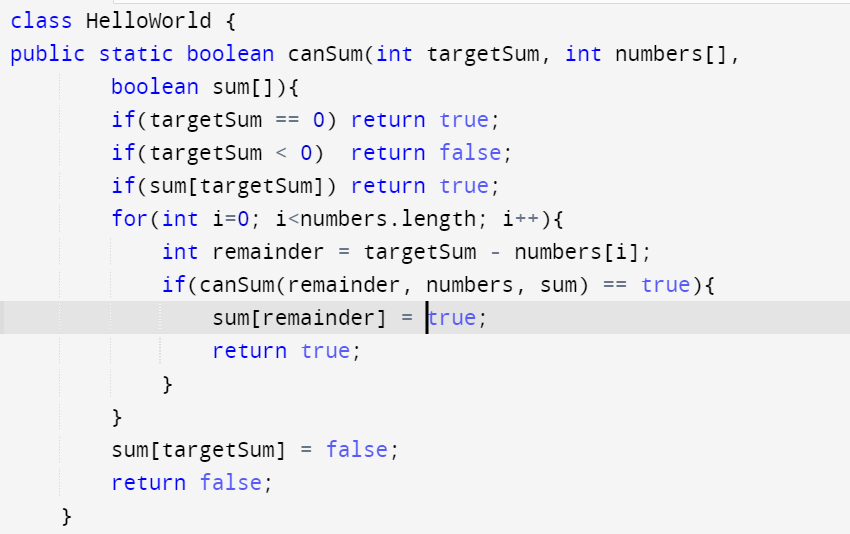 class HelloWorld {
public static boolean canSum(int targetSum, int numbers[],
        boolean sum[]){
        if(targetSum == 0) return true;
        if(targetSum < 0)  return false;
        if(sum[targetSum]) return true;
        for(int i=0; i<numbers.length; i++){
            int remainder = targetSum - numbers[i];
            if(canSum(remainder, numbers, sum) == true){
                sum[remainder] = true;
                return true;
            }
        }
        sum[targetSum] = false;
        return false;
    }